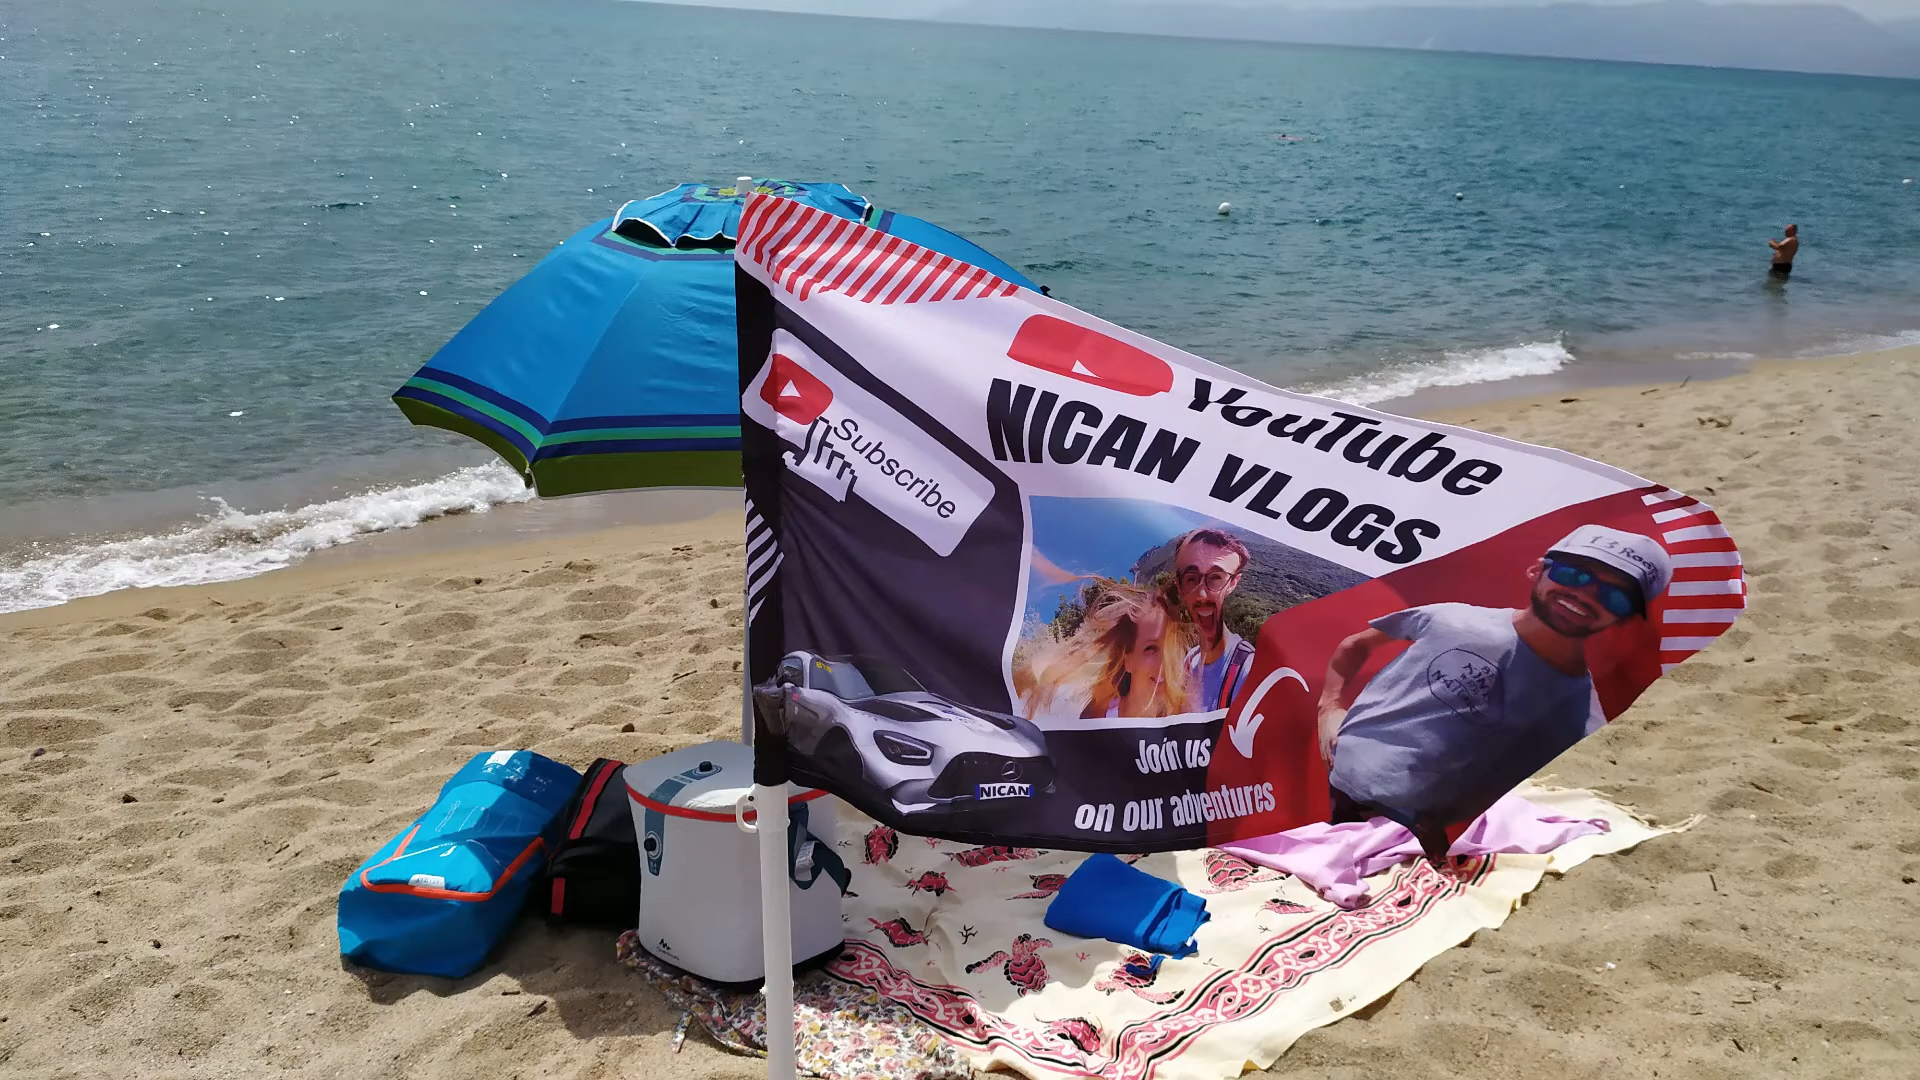 YouTube
NICAN VLOGS
Subscribe
NICAN
Join us
on our adventures